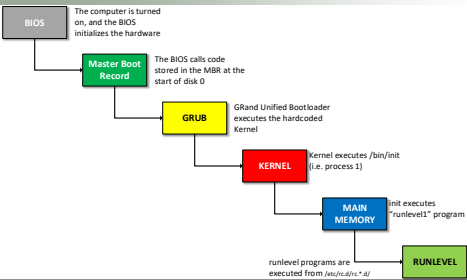 BIOS
The computer is turned
on, and the BIOS
initializes the hardware
Master Boot
Record
The BIOS calls code
stored in the MBR at the
start of disk 0
GRUB
GRand Unified Bootloader
executes the hardcoded
Kernel
KERNEL
Kernel executes /bin/init
(i.e. process 1)
MAIN
MEMORY
init executes
"runlevel1" program
runlevel programs are
executed from /etc/rc.d/rc.*.d/
RUNLEVEL